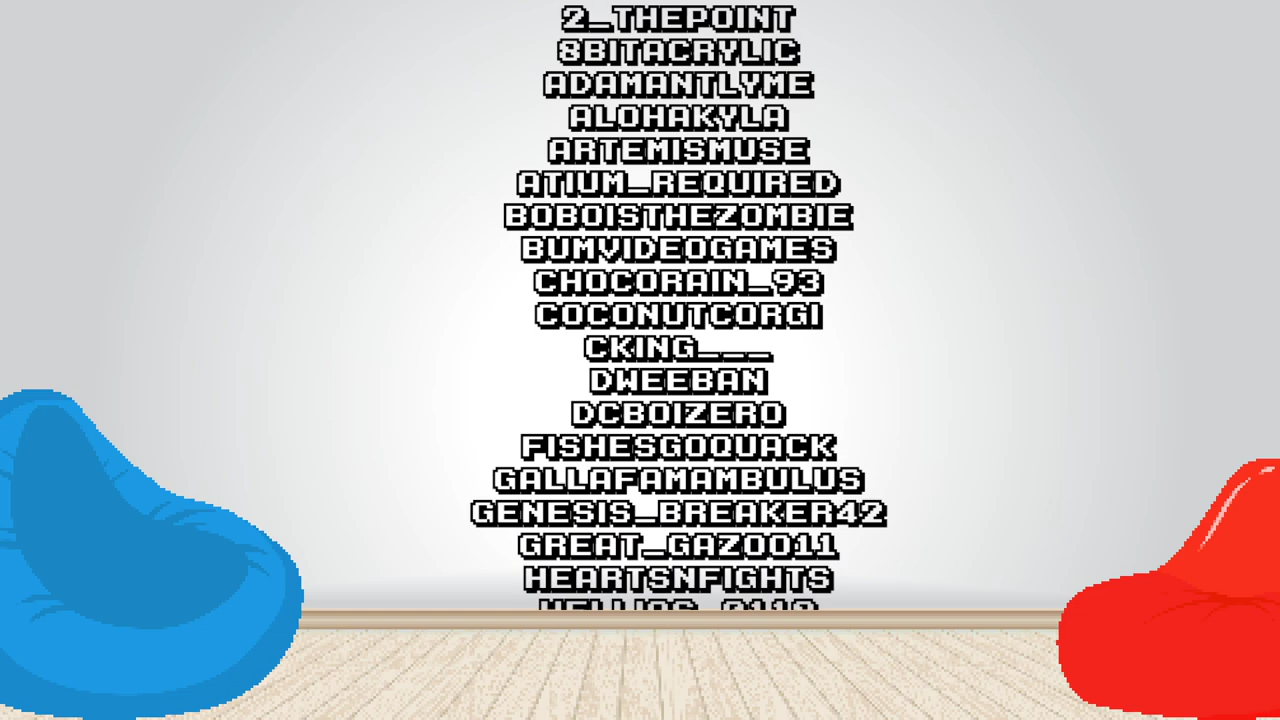 2_THEPOINT
8BITACRYLIC
ADAMANTLYME
ALOHAKYLA
ARTEMISMUSE
ATIUM_REQUIRED
BOBOISTHEZOMBIE
BUMVIDEOGAMES
CHOCORAIN_93
COCONUTCORGI
CKING___
DWEEBAN
DCBOIZERO
FISHESGOQUACK
GALLAFAMAMBULUS
GENESIS_BREAKER42
GREAT_GAZOO11
HEARTSNFIGHTS